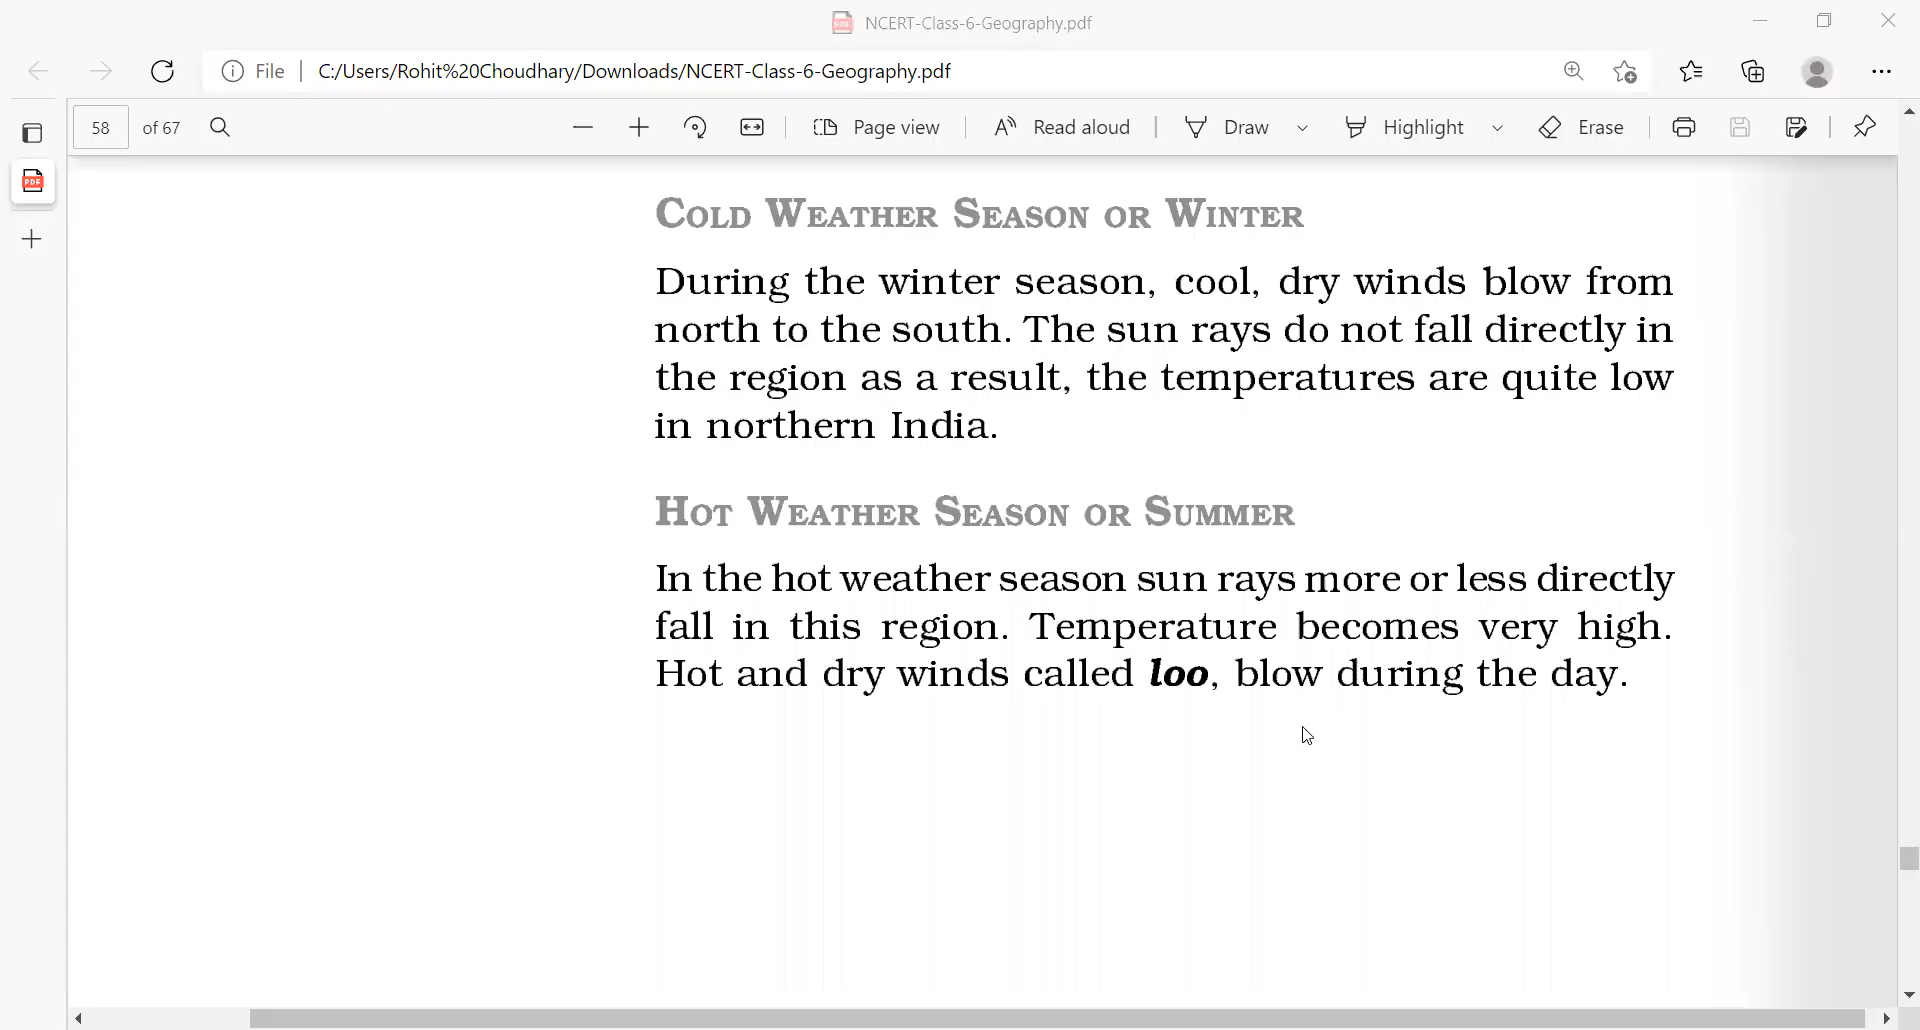 NCERT-Class-6-Geography.pdf
File | C:/Users/Rohit%20Choudhary/Downloads/NCERT-Class-6-Geography.pdf
58 of 67 Page view Read aloud Draw Highlight Erase
PDF
COLD WEATHER SEASON OR WINTER
During the winter season, cool, dry winds blow from
north to the south. The sun rays do not fall directly in
the region as a result, the temperatures are quite low
in northern India.
HOT WEATHER SEASON OR SUMMER
In the hot weather season sun rays more or less directly
fall in this region. Temperature becomes very high.
Hot and dry winds called loo, blow during the day.